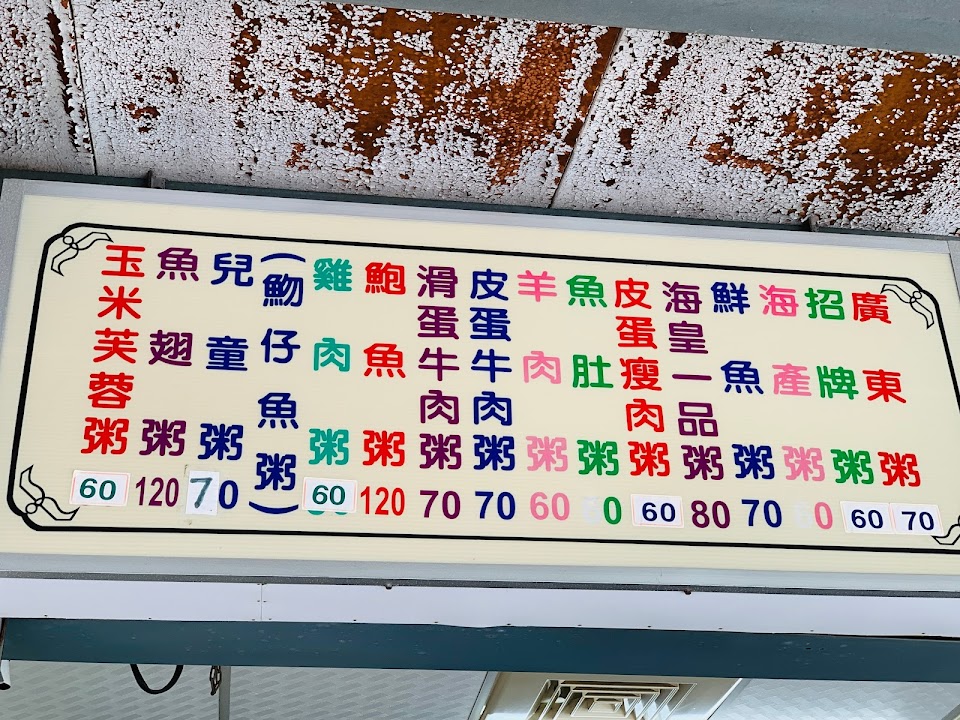 廣東粥 70
招牌粥 60
海產粥
鮮魚粥 70
海皇一品粥 80
皮蛋瘦肉粥 60
魚肚粥
羊肉粥 60
皮蛋牛肉粥 70
滑蛋牛肉粥 70
鮑魚粥 120
雞肉粥 60
(魩仔魚粥)
兒童粥 70
魚翅粥 120
玉米芙蓉粥 60